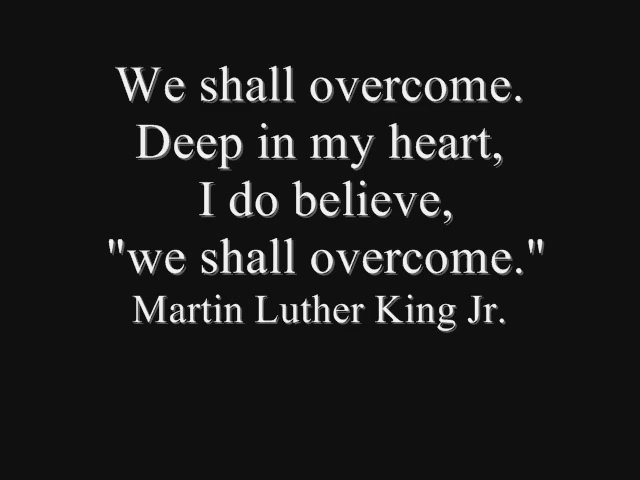 We shall overcome.
Deep in my heart,
I do believe,
"we shall overcome."
Martin Luther King Jr.